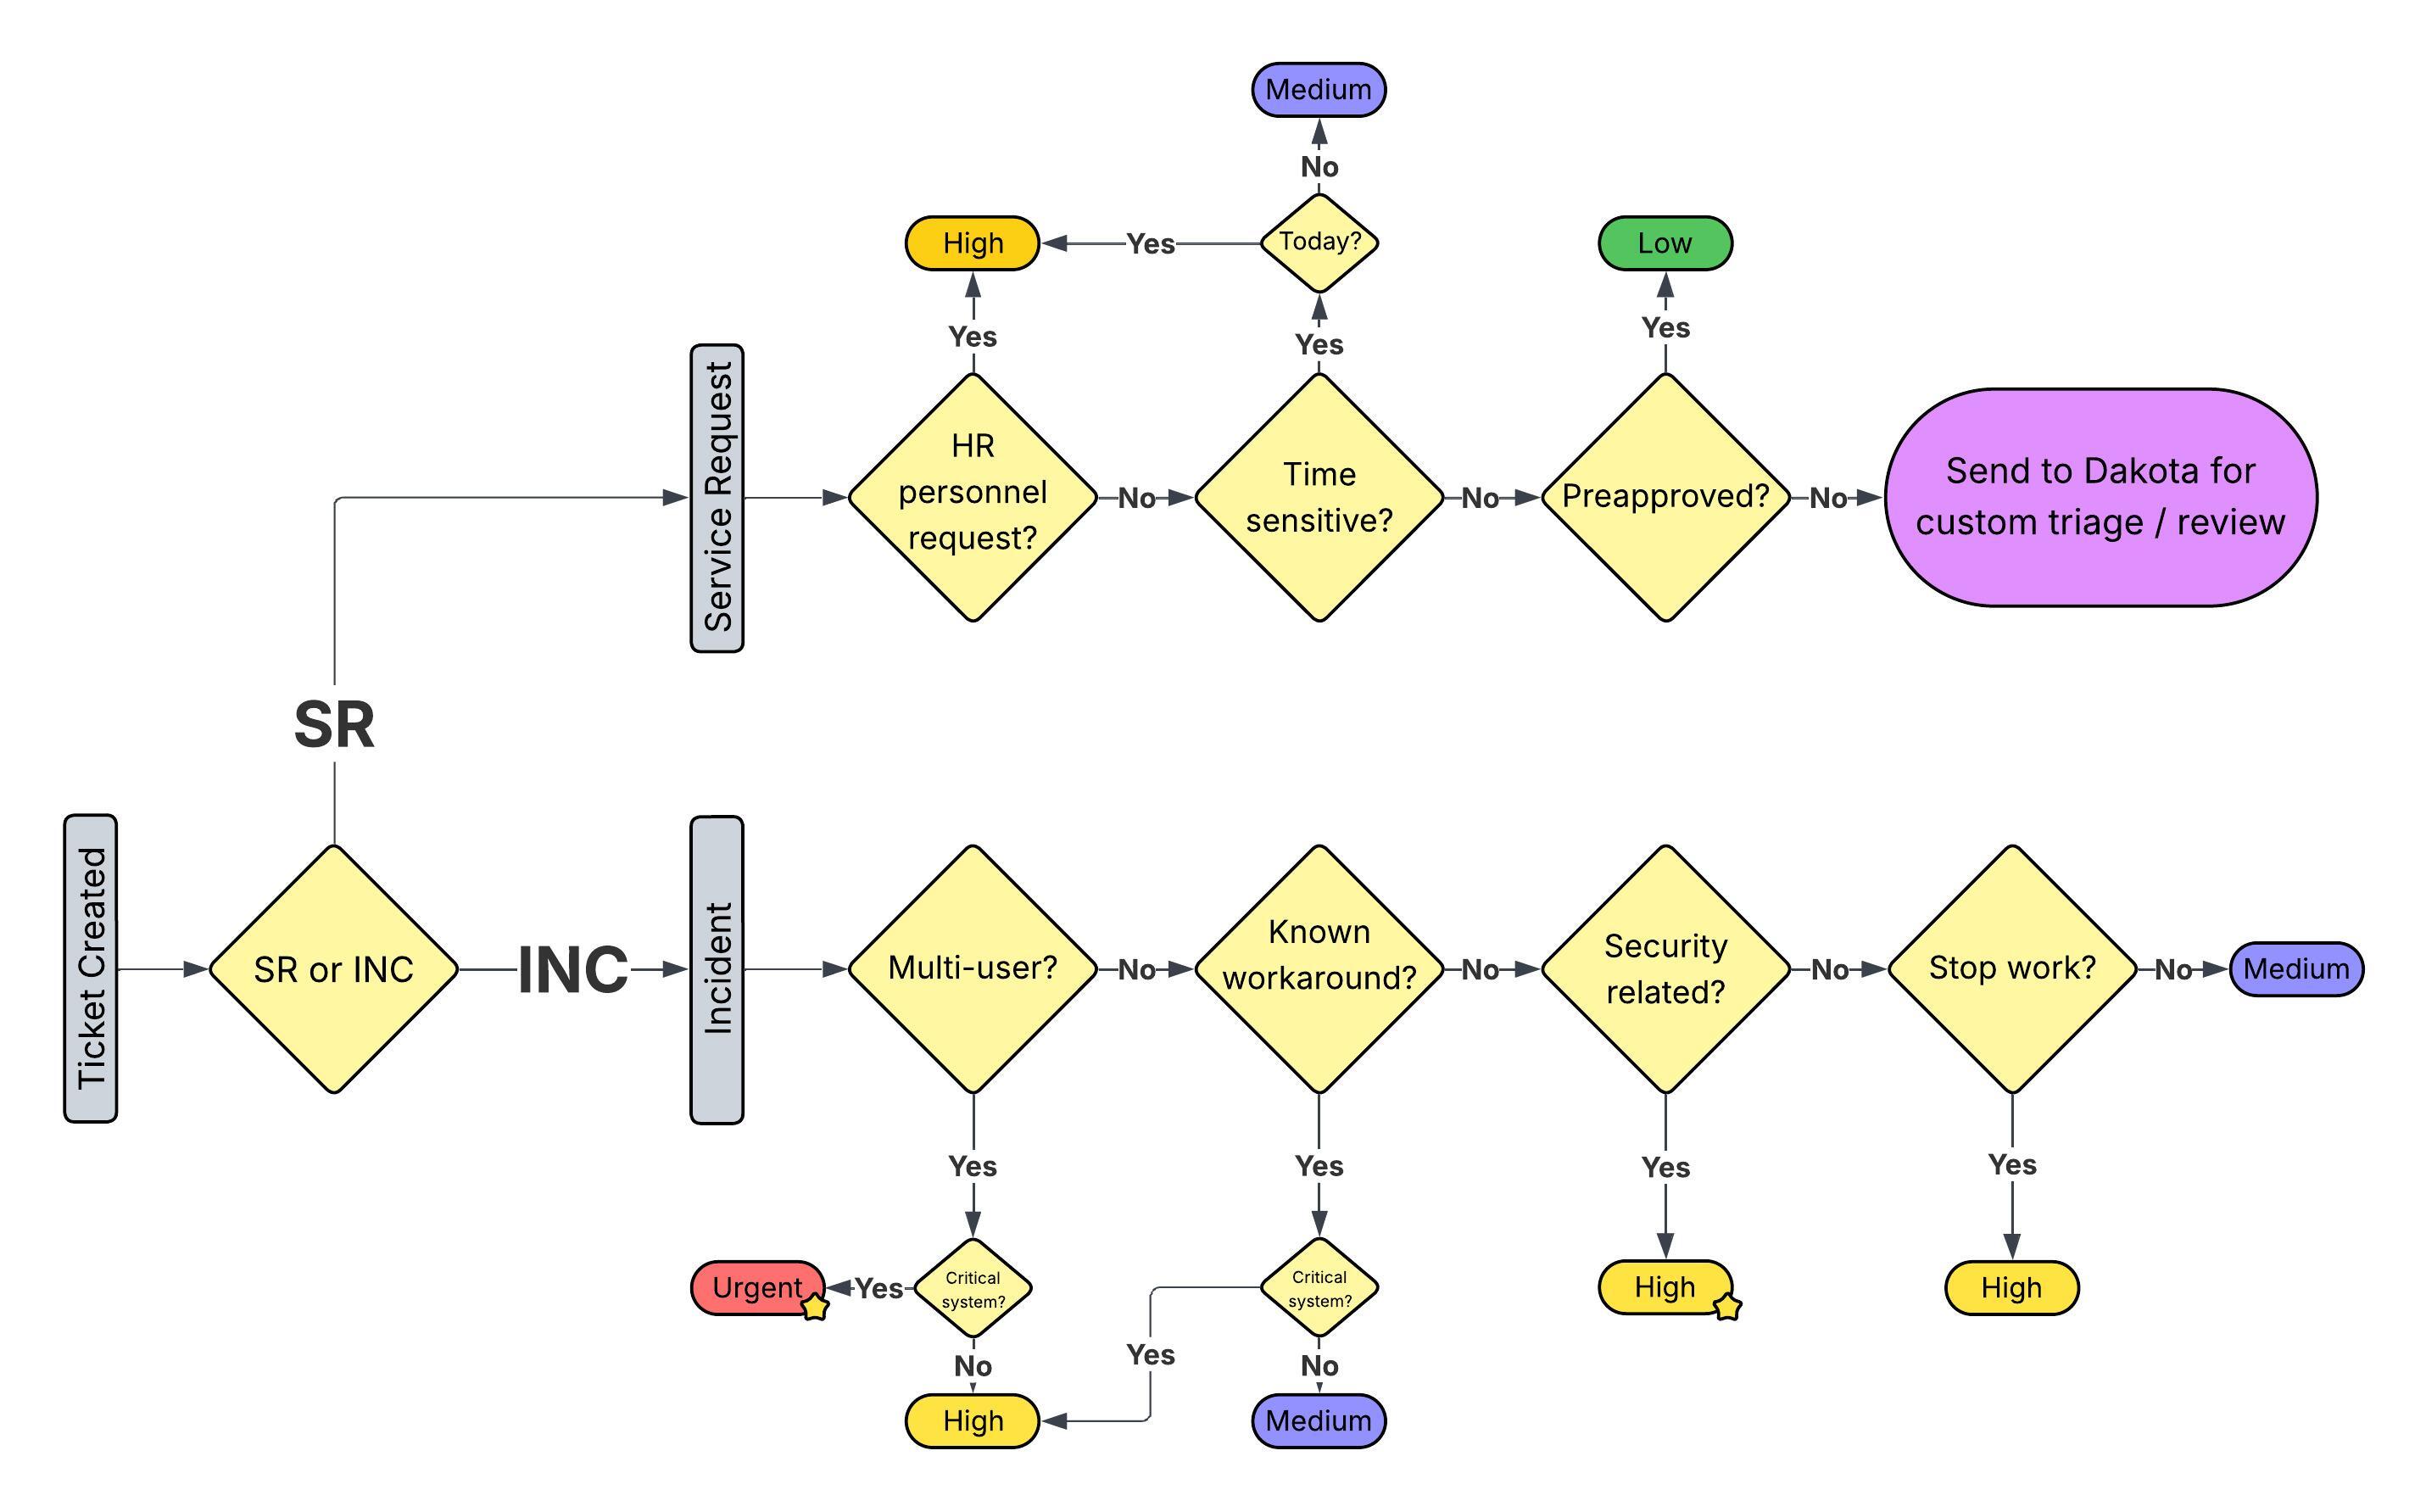 Medium
No
High
Yes
Today?
Low
Yes
Yes
Yes
Service Request
HR
personnel
request?
No
Time
sensitive?
No
Preapproved?
No
Send to Dakota for
custom triage / review
SR
Ticket Created
SR or INC
INC
Incident
Multi-user?
No
Known
workaround?
No
Security
related?
No
Stop work?
No
Medium
Yes
Yes
Yes
Yes
Urgent
Yes
Critical
system?
Critical
system?
High
High
No
Yes
No
High
Medium